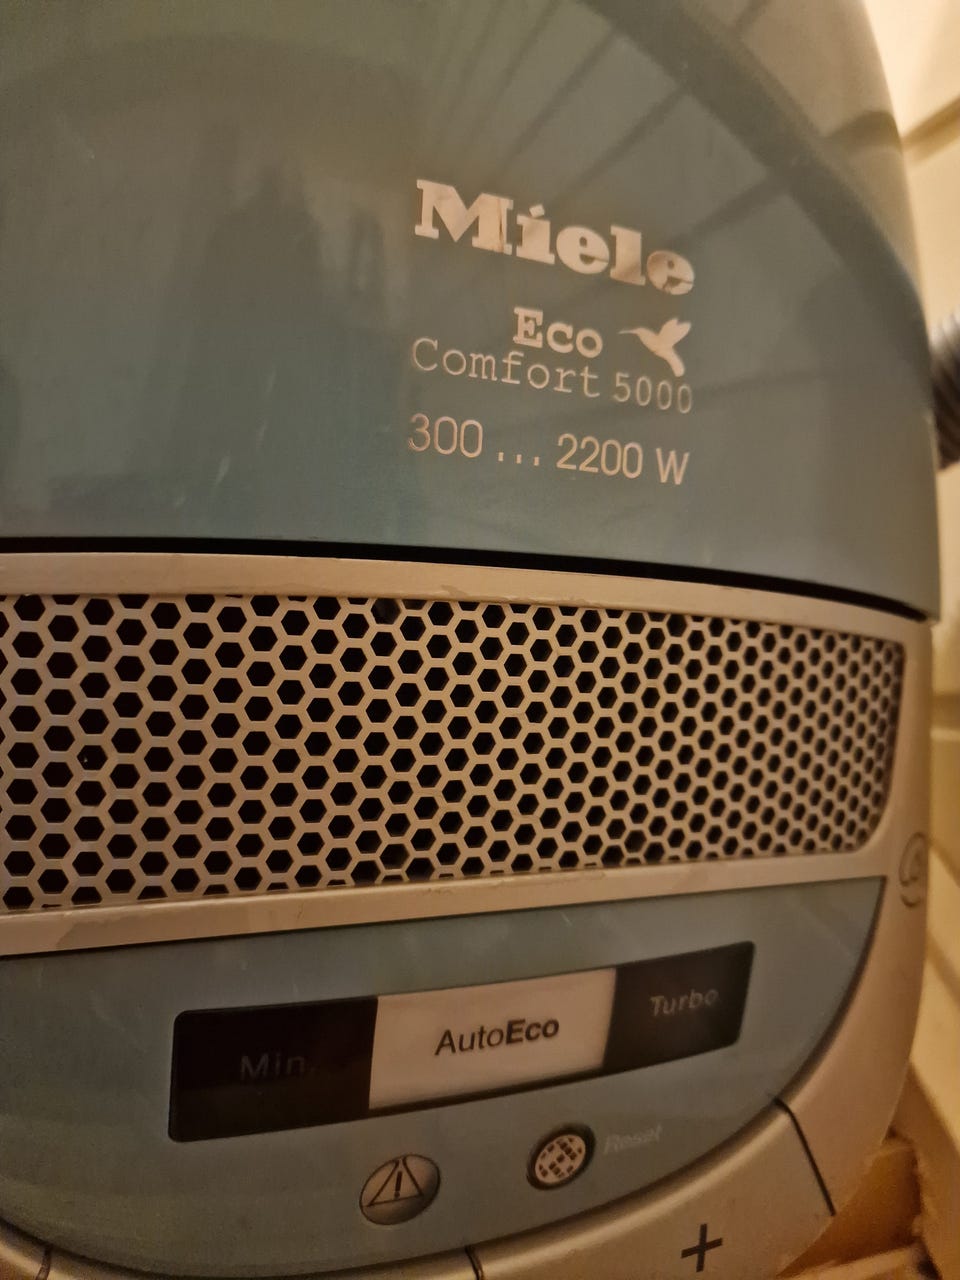 Miele
Eco
Comfort 5000
300 ... 2200 W
Min.
AutoEco
Turbo
Reset
+